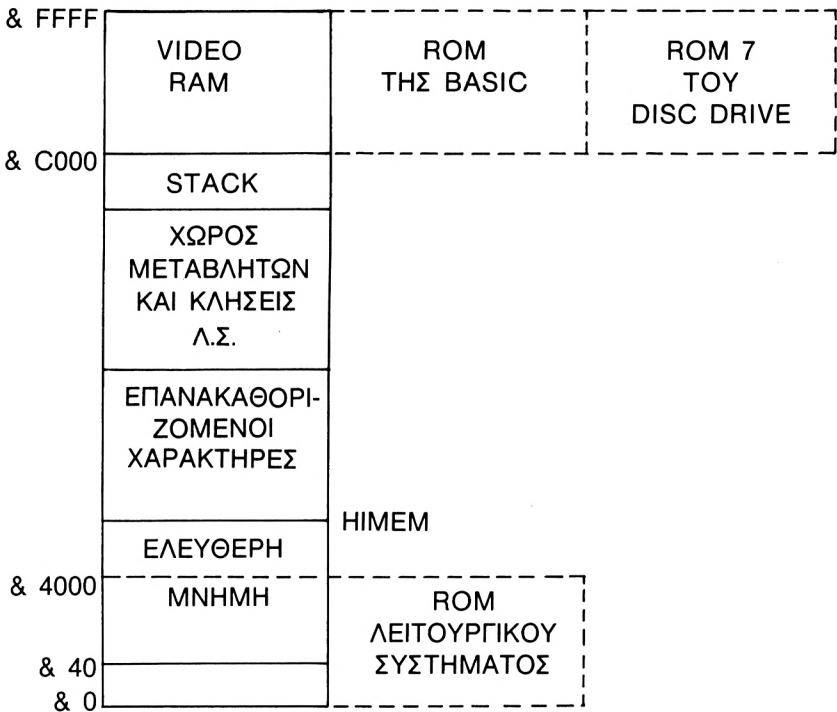 & FFFF
VIDEO
RAM
ROM
ΤΗΣ BASIC
ROM 7
ΤΟΥ
DISC DRIVE
& C000
STACK
ΧΩΡΟΣ
ΜΕΤΑΒΛΗΤΩΝ
ΚΑΙ ΚΛΗΣΕΙΣ
Λ.Σ.
ΕΠΑΝΑΚΑΘΟΡΙ-
ΖΟΜΕΝΟΙ
ΧΑΡΑΚΤΗΡΕΣ
HIMEM
ΕΛΕΥΘΕΡΗ
& 4000
ΜΝΗΜΗ
ROM
ΛΕΙΤΟΥΡΓΙΚΟΥ
ΣΥΣΤΗΜΑΤΟΣ
& 40
& 0